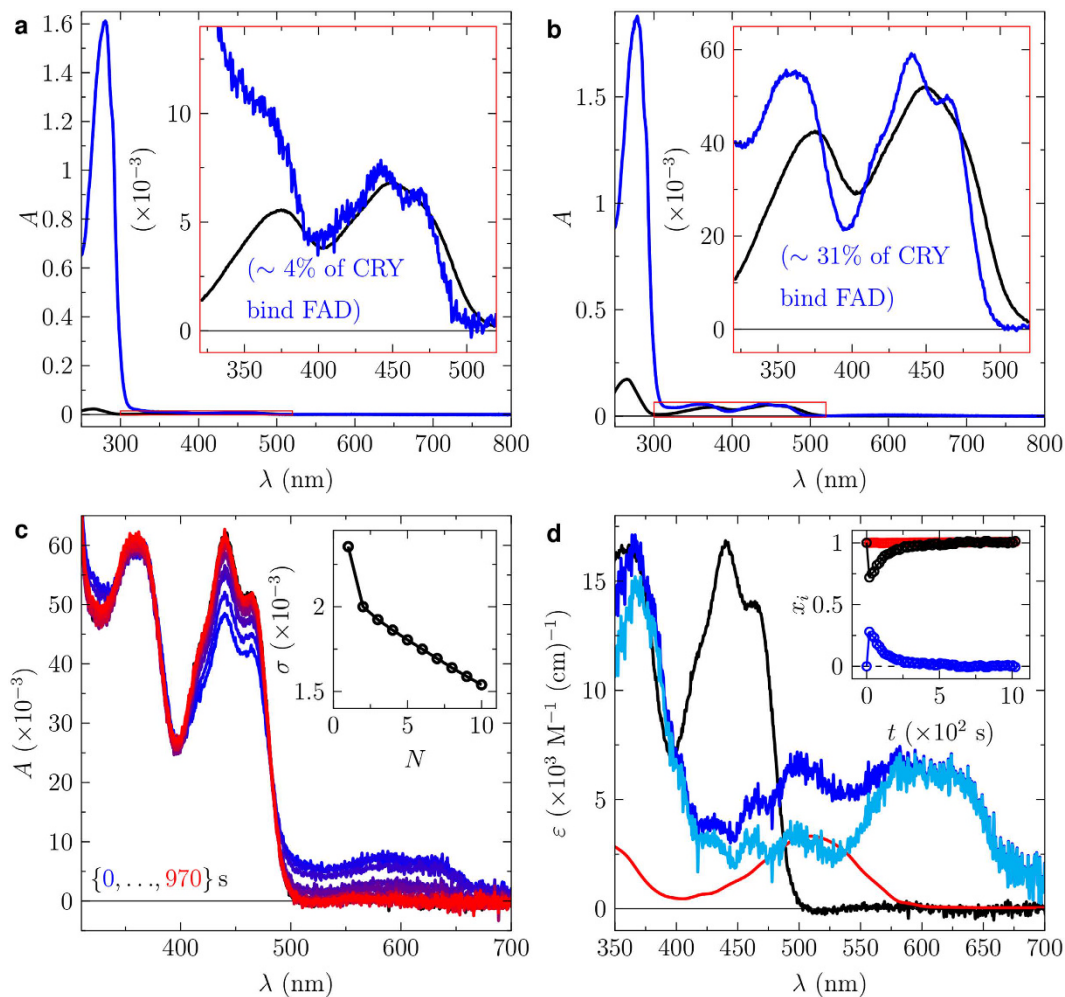 a
1.6
1.4
1.2
1
0.8
0.6
0.4
0.2
0
A
300 350 400 450 500 550 600 650 700 750 800
λ (nm)
(×10⁻³)
10
5
0
350 400 450 500
(∼ 4% of CRY
bind FAD)
b
1.5
1
0.5
0
A
300 400 500 600 700 800
λ (nm)
(×10⁻³)
60
40
20
0
350 400 450 500
(∼ 31% of CRY
bind FAD)
c
60
50
40
30
20
10
0
A (×10⁻³)
400 500 600 700
λ (nm)
{0, . . . , 970} s
σ (×10⁻³)
2
1.5
0 5 10
N
d
15
10
5
0
ε (×10³ M⁻¹ (cm)⁻¹)
350 400 450 500 550 600 650 700
λ (nm)
1
0.5
0
xᵢ
0 5 10
t (×10² s)